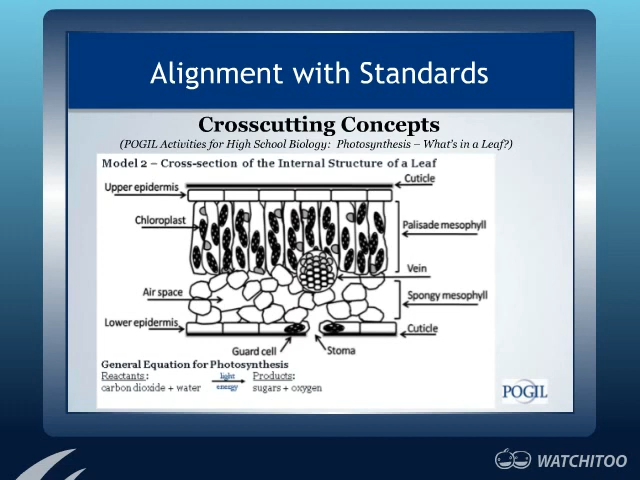 Alignment with Standards
Crosscutting Concepts
(POGIL Activities for High School Biology: Photosynthesis – What's in a Leaf?)
Model 2 – Cross-section of the Internal Structure of a Leaf
Cuticle
Upper epidermis
Chloroplast
Palisade mesophyll
Vein
Air space
Spongy mesophyll
Lower epidermis
Cuticle
Guard cell
Stoma
General Equation for Photosynthesis
Reactants: light Products:
carbon dioxide + water energy sugars + oxygen
POGIL
WATCHITOO